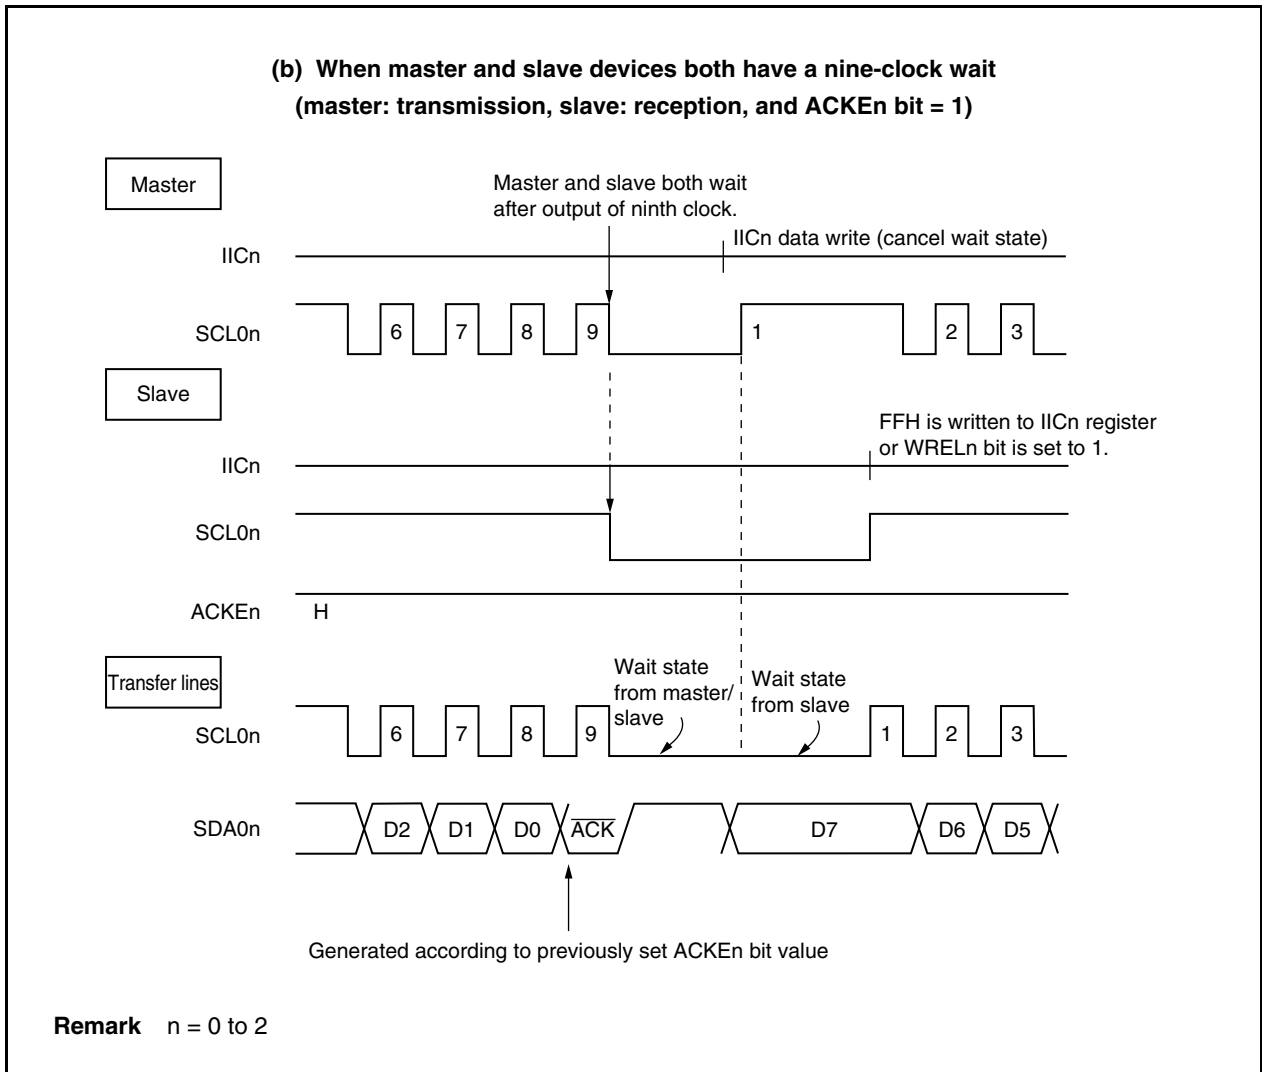 (b) When master and slave devices both have a nine-clock wait
(master: transmission, slave: reception, and ACKEn bit = 1)
Master
Master and slave both wait
after output of ninth clock.
IICn data write (cancel wait state)
IICn
SCL0n
6 7 8 9 1 2 3
Slave
FFH is written to IICn register
or WRELn bit is set to 1.
IICn
SCL0n
ACKEn
H
Transfer lines
Wait state
from master/
slave
Wait state
from slave
SCL0n
6 7 8 9 1 2 3
SDA0n
D2 D1 D0 ACK D7 D6 D5
Generated according to previously set ACKEn bit value
Remark n = 0 to 2